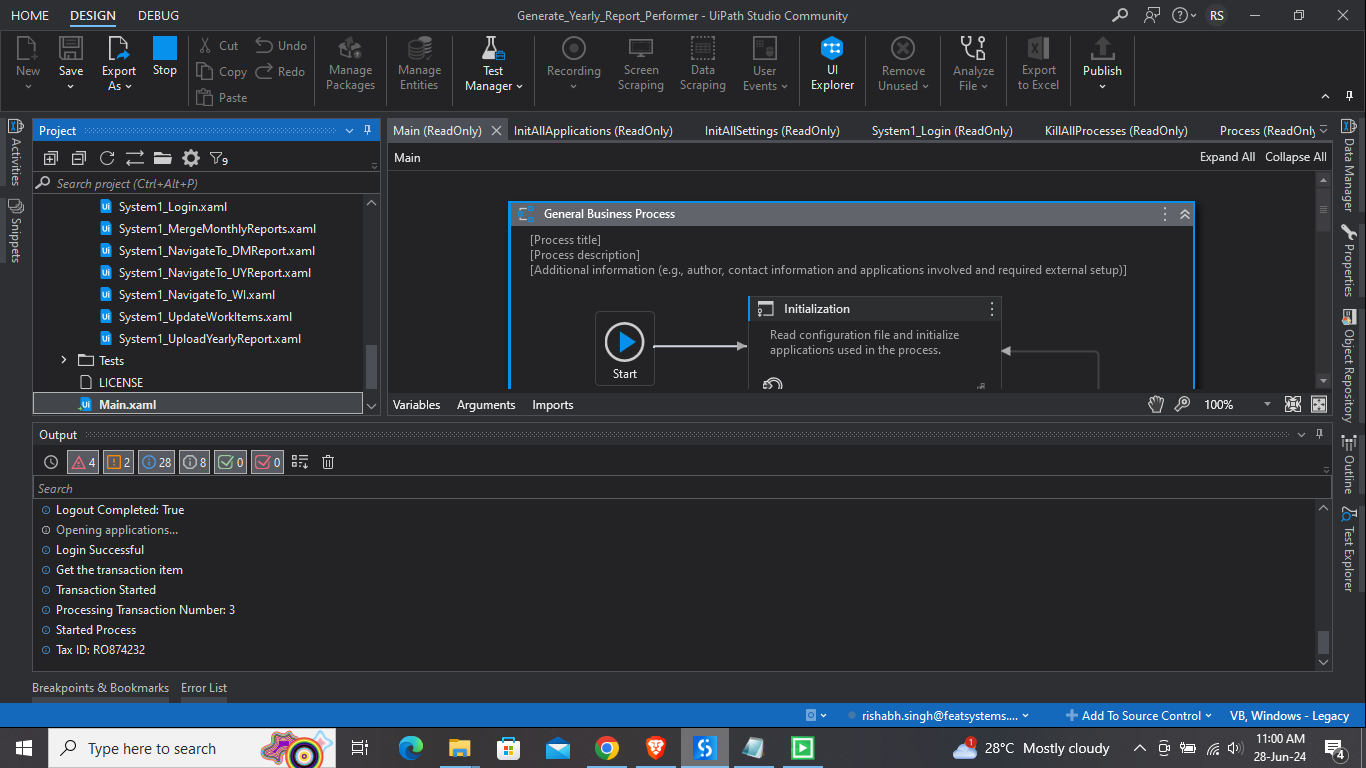 HOME DESIGN DEBUG
Generate_Yearly_Report_Performer - UiPath Studio Community
RS
New
Save
Export As
Stop
Cut
Copy
Paste
Undo
Redo
Manage Packages
Manage Entities
Test Manager
Recording
Screen Scraping
Data Scraping
User Events
UI Explorer
Remove Unused
Analyze File
Export to Excel
Publish
Activities
Snippets
Project
9
Search project (Ctrl+Alt+P)
System1_Login.xaml
System1_MergeMonthlyReports.xaml
System1_NavigateTo_DMReport.xaml
System1_NavigateTo_UYReport.xaml
System1_NavigateTo_WI.xaml
System1_UpdateWorkItems.xaml
System1_UploadYearlyReport.xaml
Tests
LICENSE
Main.xaml
Main (ReadOnly) InitAllApplications (ReadOnly) InitAllSettings (ReadOnly) System1_Login (ReadOnly) KillAllProcesses (ReadOnly) Process (ReadOnly
Main
Expand All Collapse All
General Business Process
[Process title]
[Process description]
[Additional information (e.g., author, contact information and applications involved and required external setup)]
Start
Initialization
Read configuration file and initialize
applications used in the process.
Variables Arguments Imports
100%
Data Manager
Properties
Object Repository
Outline
Test Explorer
Output
4 2 28 8 0 0
Search
Logout Completed: True
Opening applications...
Login Successful
Get the transaction item
Transaction Started
Processing Transaction Number: 3
Started Process
Tax ID: RO874232
Breakpoints & Bookmarks Error List
rishabh.singh@featsystems.... Add To Source Control VB, Windows - Legacy
Type here to search
1
28°C Mostly cloudy
11:00 AM
28-Jun-24
4